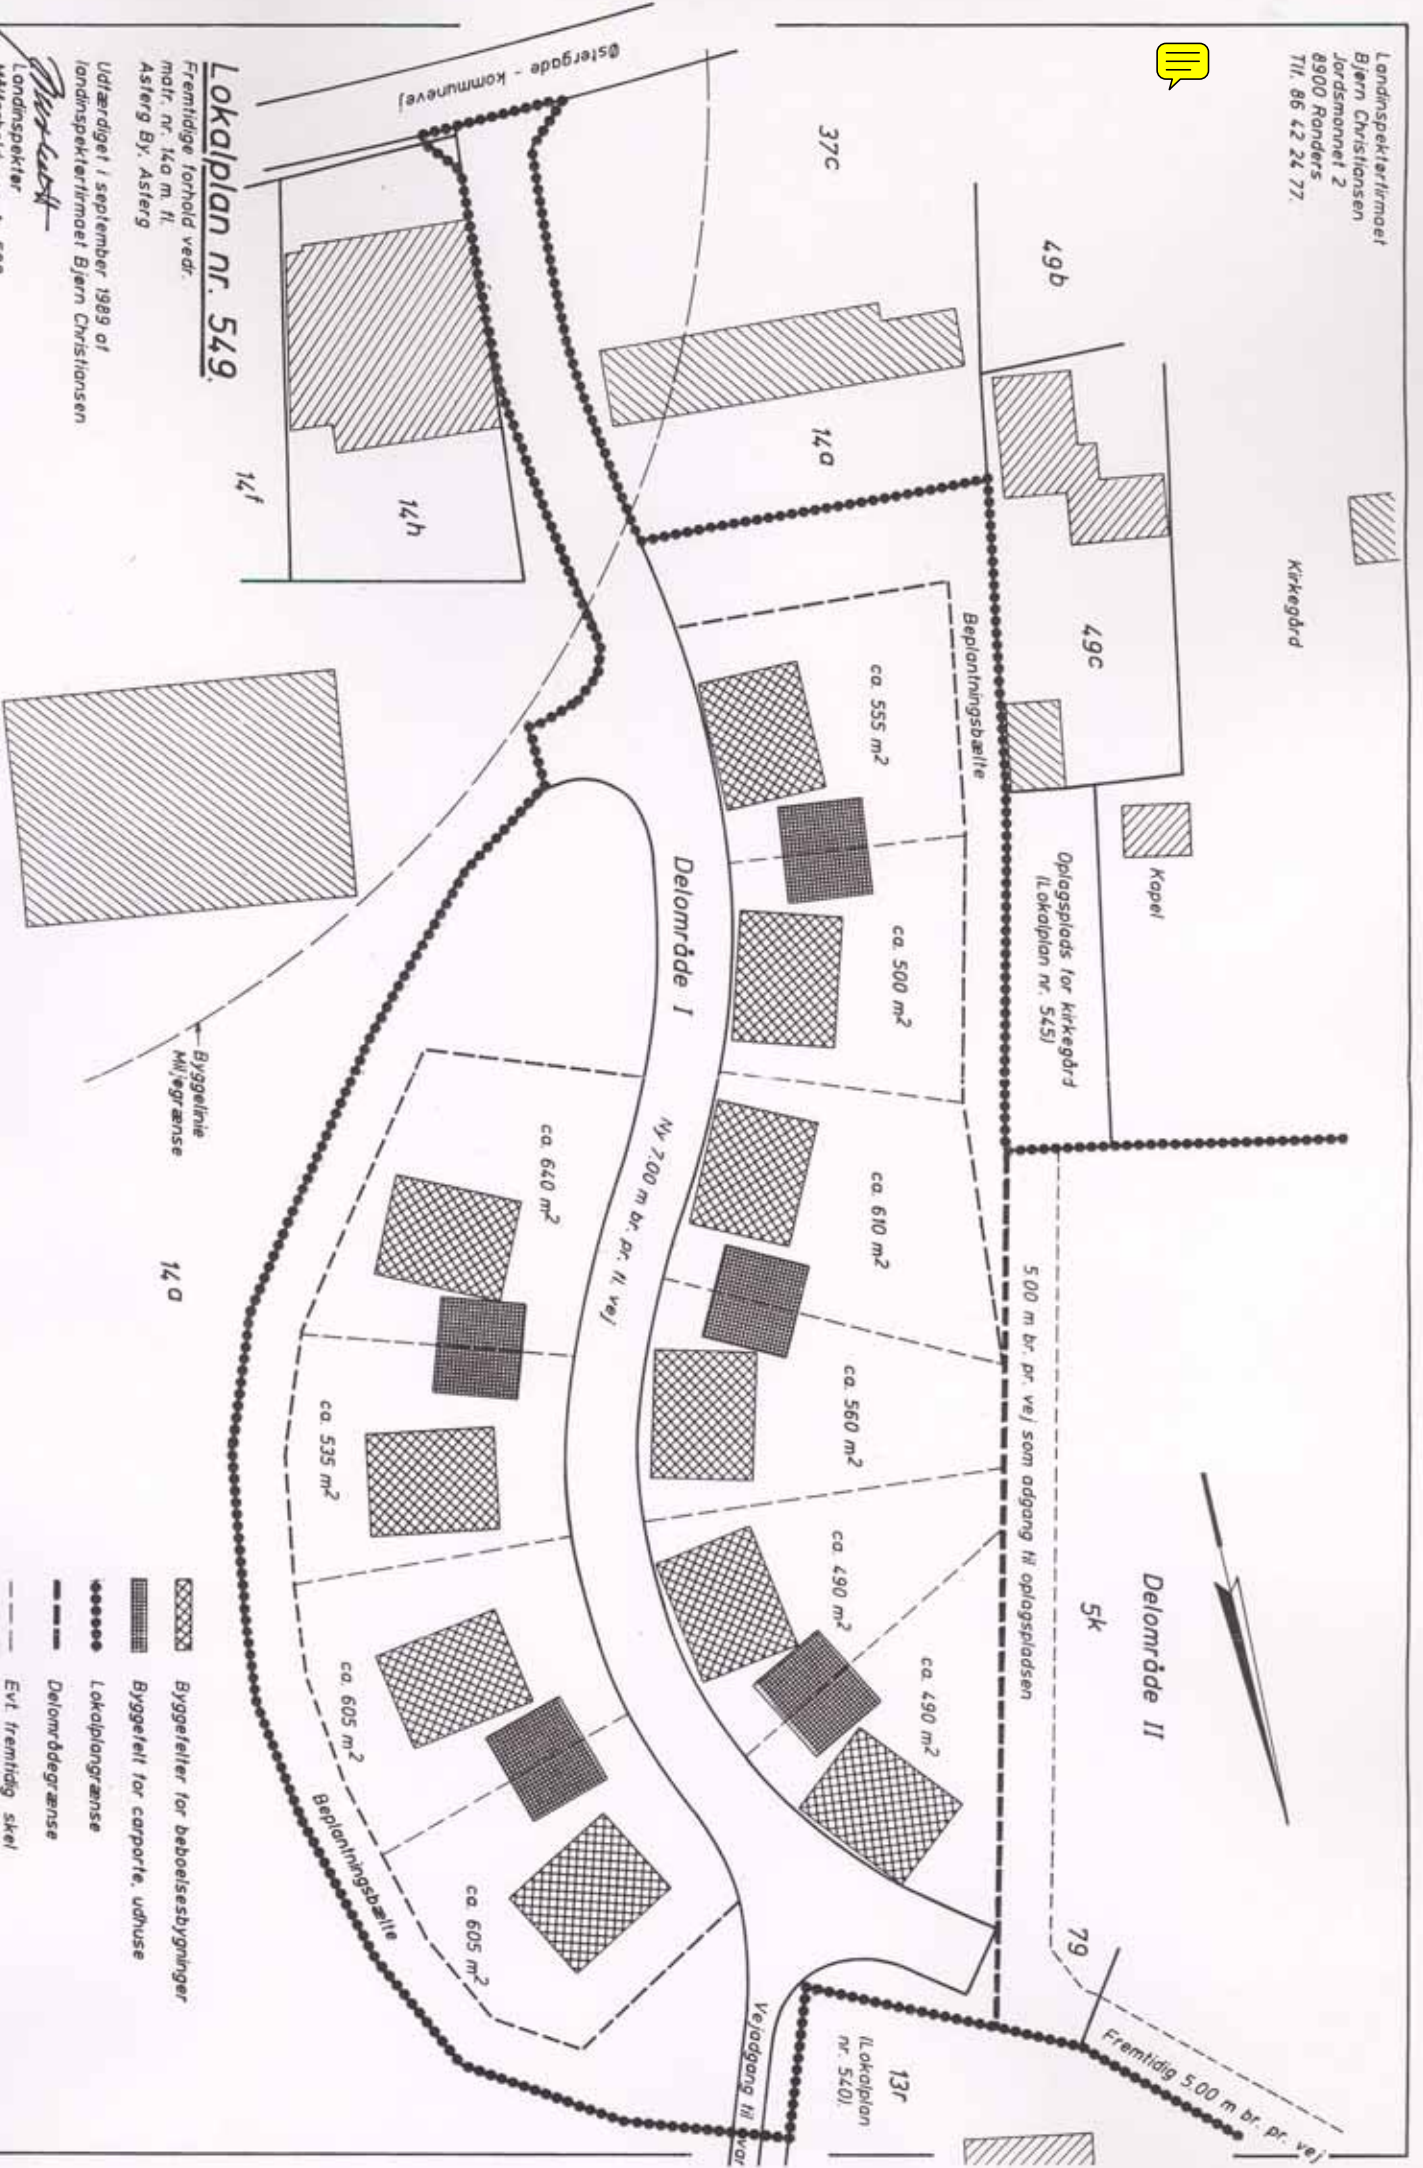 Landinspektørfirmaet
Bjørn Christiansen
Jordsmonnet 2
8900 Randers
Tlf. 86 42 24 77.
Kirkegård
49b
49c
Kapel
Oplagsplads for kirkegård
(Lokalplan nr. 545)
Delområde II
5k
79
Fremtidig 5.00 m br. pr. vej
5.00 m br. pr. vej som adgang til oplagspladsen
37c
14a
Beplantningsbælte
ca. 555 m²
ca. 500 m²
ca. 610 m²
ca. 560 m²
ca. 490 m²
ca. 490 m²
13r
(Lokalplan
nr. 540).
Østergade - kommunevej
Delområde I
Ny 7.00 m br. pr. fl. vej
Vejadgang til
var
ca. 640 m²
ca. 535 m²
ca. 605 m²
ca. 605 m²
Beplantningsbælte
14h
14f
Byggelinie
Miljøgrænse
14a
Lokalplan nr. 549.
Fremtidige forhold vedr.
matr. nr. 14a m. fl.
Asferg By, Asferg
Udfærdiget i september 1989 af
landinspektørfirmaet Bjørn Christiansen
Landinspektør
Byggefelter for beboelsesbygninger
Byggefelt for carporte, udhuse
Lokalplangrænse
Delområdegrænse
Evt. fremtidig skel